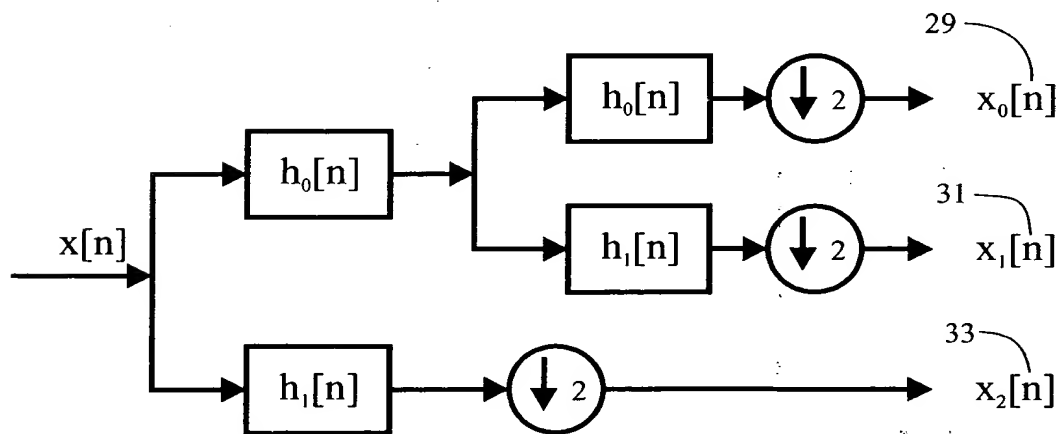 29
h₀[n]
↓ 2
x₀[n]
h₀[n]
31
x[n]
h₁[n]
↓ 2
x₁[n]
33
h₁[n]
↓ 2
x₂[n]